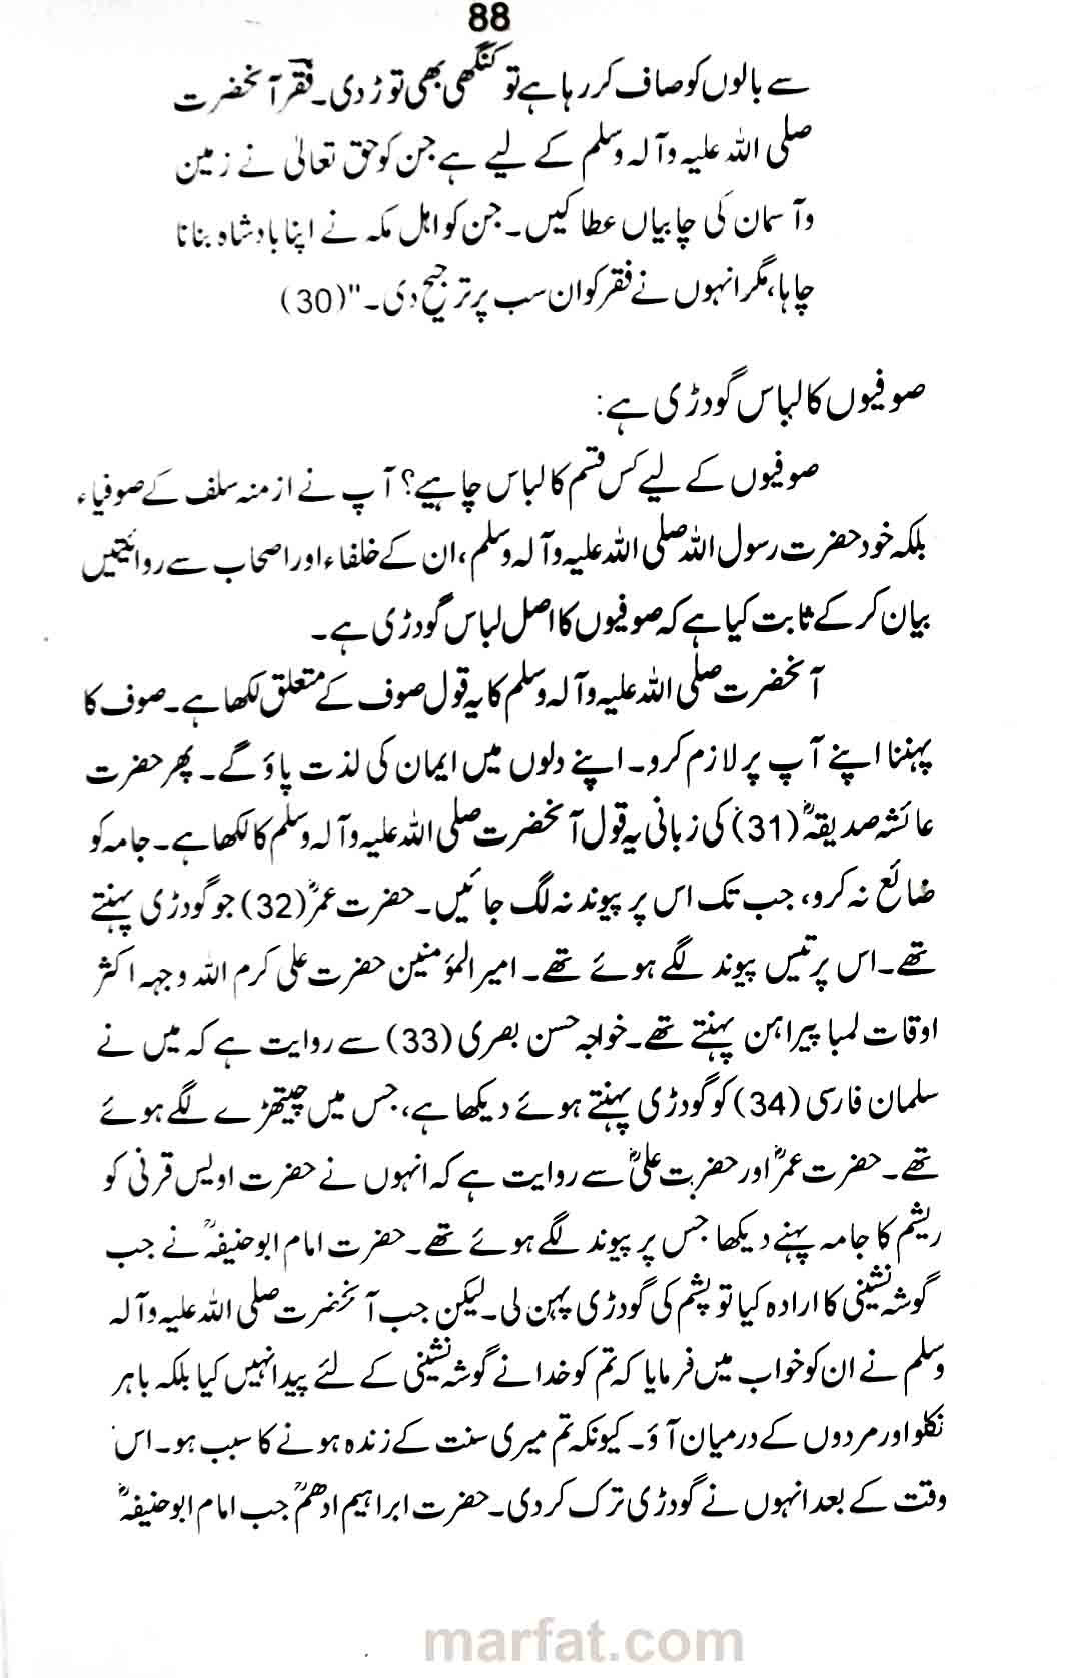 88
سے بالوں کو صاف کر رہا ہے تو کنگھی بھی توڑ دی۔ فقر آنحضرت
صلی اللہ علیہ وآلہ وسلم کے لیے ہے جن کو حق تعالیٰ نے زمین
وآسمان کی چابیاں عطا کیں۔ جن کو اہل مکہ نے اپنا بادشاہ بنانا
چاہا، مگر انہوں نے فقر کو ان سب پر ترجیح دی۔" (30)
صوفیوں کا لباس گودڑی ہے:
صوفیوں کے لیے کس قسم کا لباس چاہیے؟ آپ نے ازمنہ سلف کے صوفیاء
بلکہ خود حضرت رسول اللہ صلی اللہ علیہ وآلہ وسلم، ان کے خلفاء اور اصحاب سے روائیتیں
بیان کر کے ثابت کیا ہے کہ صوفیوں کا اصل لباس گودڑی ہے۔
آنحضرت صلی اللہ علیہ وآلہ وسلم کا یہ قول صوف کے متعلق لکھا ہے۔ صوف کا
پہننا اپنے آپ پر لازم کرو۔ اپنے دلوں میں ایمان کی لذت پاؤ گے۔ پھر حضرت
عائشہ صدیقہؓ (31) کی زبانی یہ قول آنحضرت صلی اللہ علیہ وآلہ وسلم کا لکھا ہے۔ جامہ کو
ضائع نہ کرو، جب تک اس پر پیوند نہ لگ جائیں۔ حضرت عمرؓ (32) جو گودڑی پہنتے
تھے۔ اس پر تیس پیوند لگے ہوئے تھے۔ امیر المؤمنین حضرت علی کرم اللہ وجہہ اکثر
اوقات لمبا پیراہن پہنتے تھے۔ خواجہ حسن بصری (33) سے روایت ہے کہ میں نے
سلمان فارسی (34) کو گودڑی پہنتے ہوئے دیکھا ہے، جس میں چیتھڑے لگے ہوئے
تھے۔ حضرت عمرؓ اور حضرت علیؓ سے روایت ہے کہ انہوں نے حضرت اویس قرنی کو
ریشم کا جامہ پہنے دیکھا جس پر پیوند لگے ہوئے تھے۔ حضرت امام ابوحنیفہؒ نے جب
گوشہ نشینی کا ارادہ کیا تو پشم کی گودڑی پہن لی۔ لیکن جب آنحضرت صلی اللہ علیہ وآلہ
وسلم نے ان کو خواب میں فرمایا کہ تم کو خدا نے گوشہ نشینی کے لئے پیدا نہیں کیا بلکہ باہر
نکلو اور مردوں کے درمیان آؤ۔ کیونکہ تم میری سنت کے زندہ ہونے کا سبب ہو۔ اس
وقت کے بعد انہوں نے گودڑی ترک کر دی۔ حضرت ابراہیم ادھمؒ جب امام ابوحنیفہؒ
marfat.com